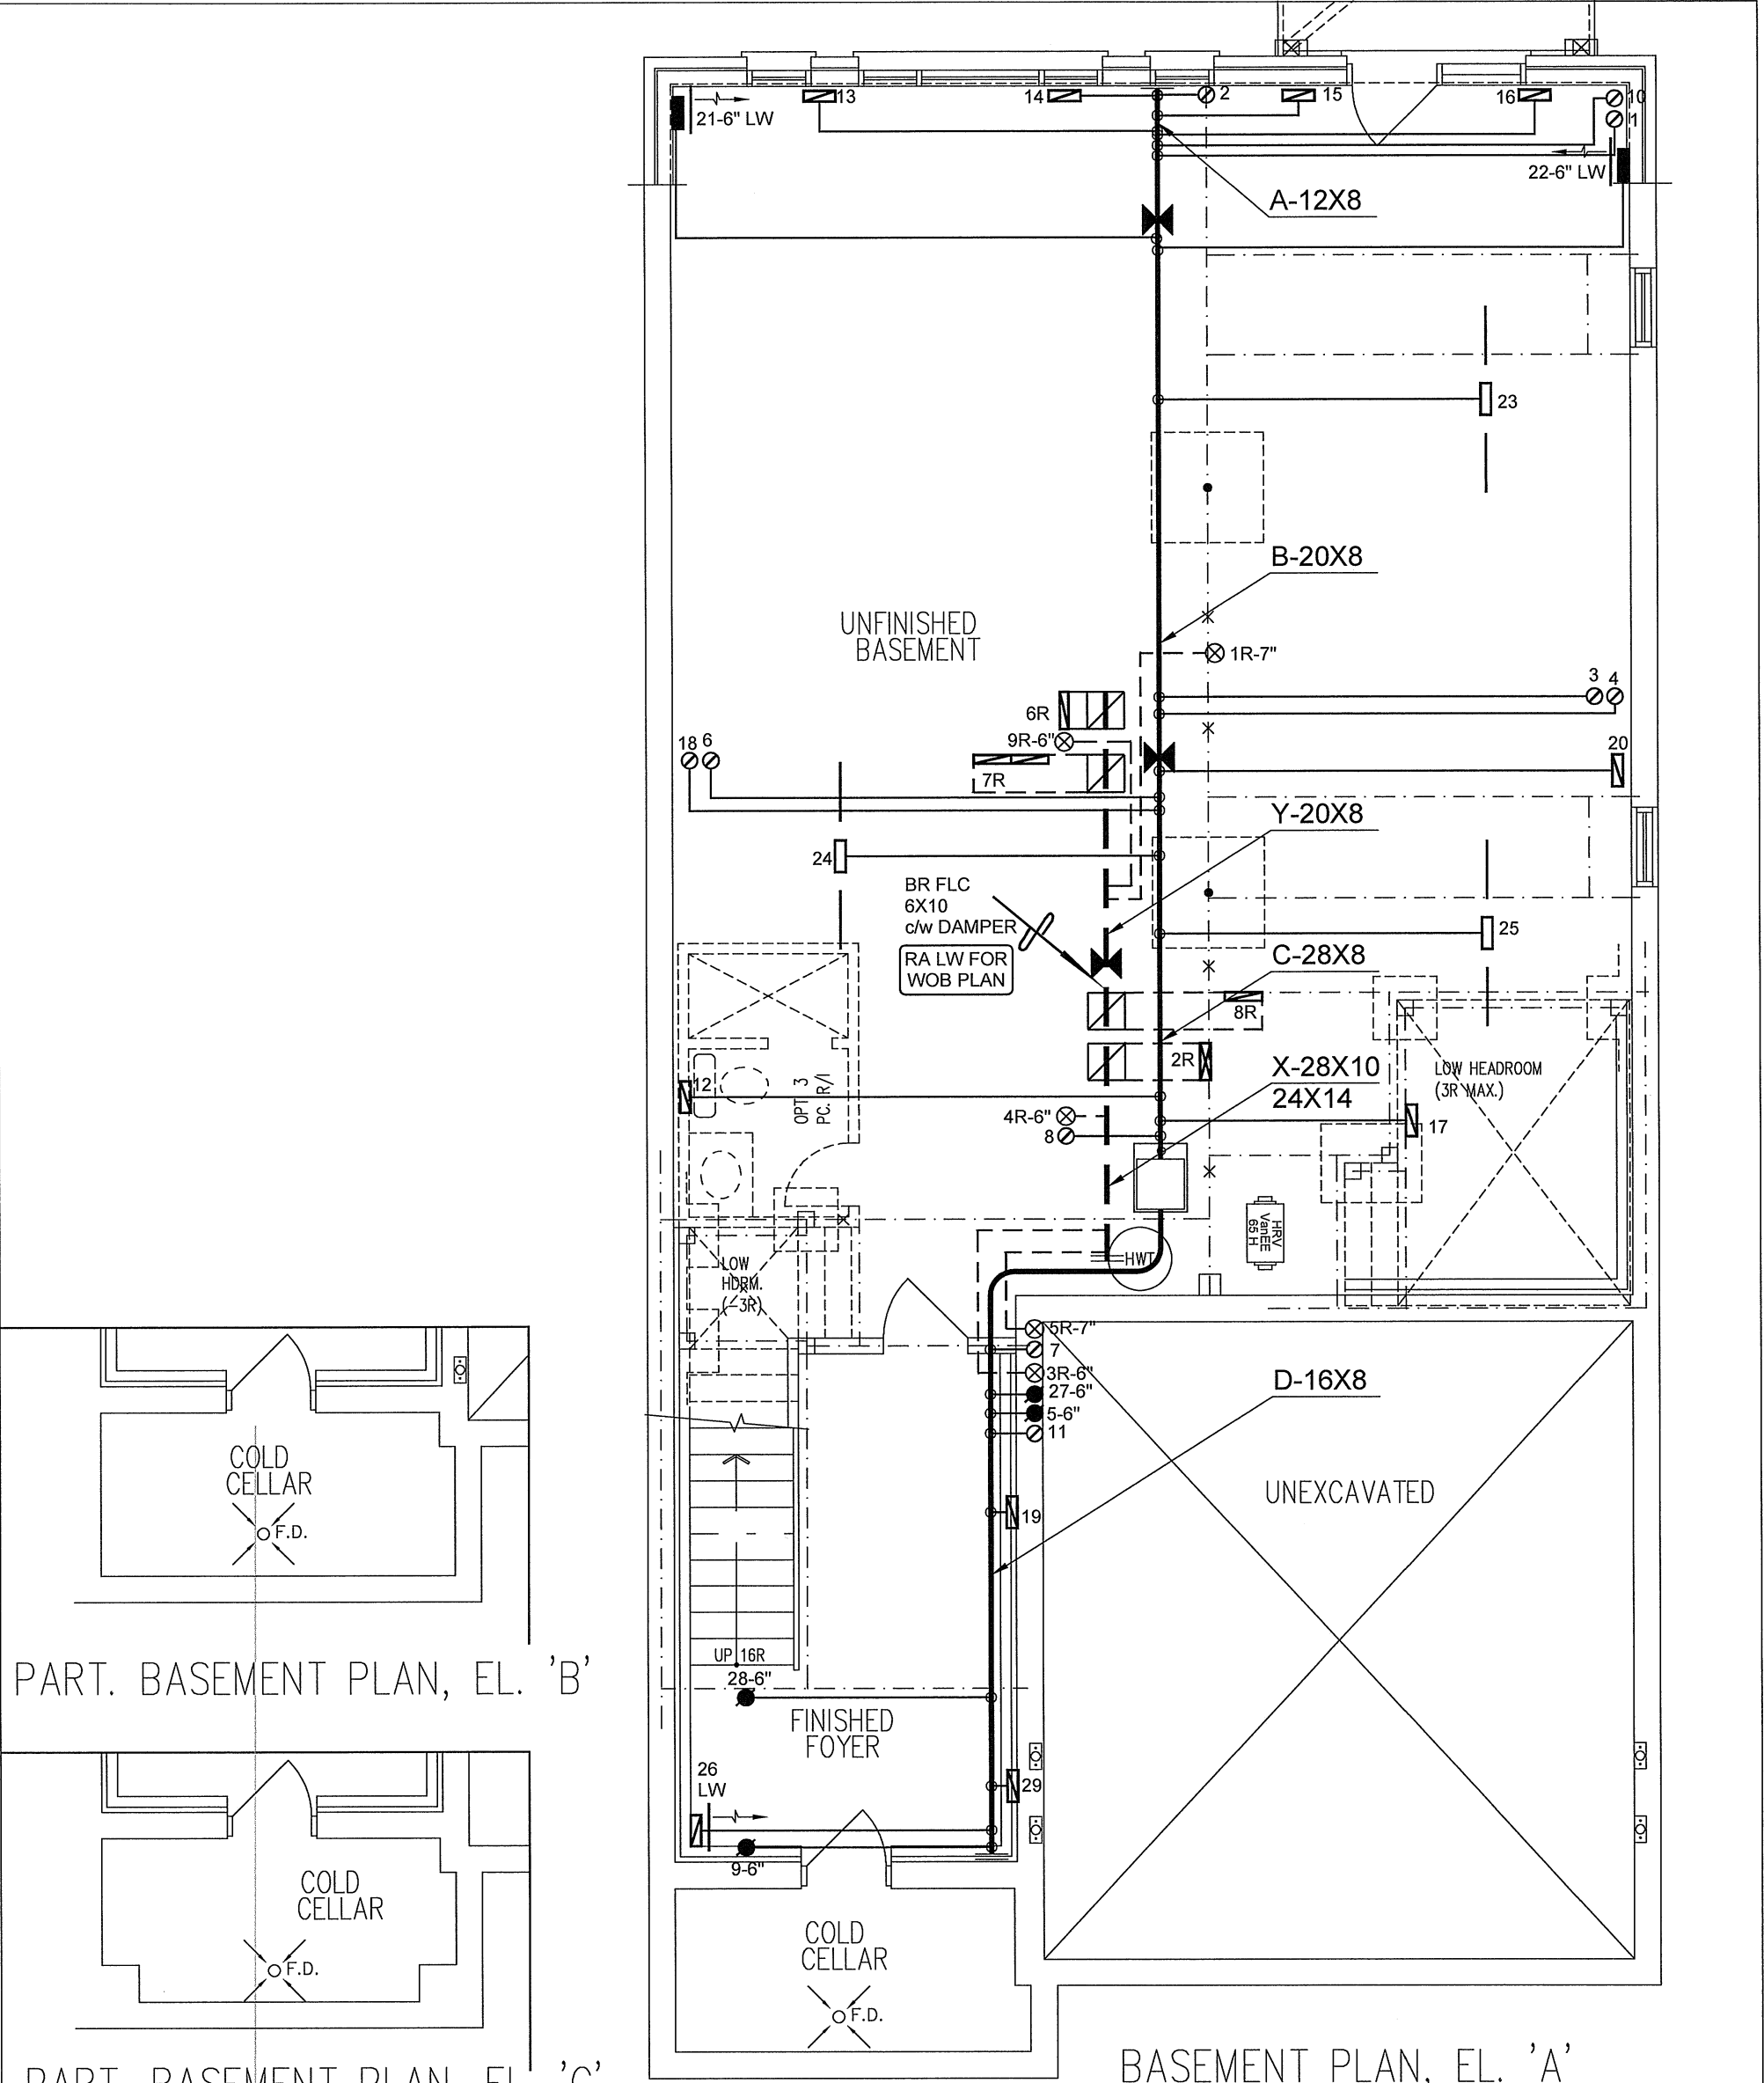 13
14
2
15
16
10
1
21-6" LW
22-6" LW
A-12X8
23
B-20X8
UNFINISHED
BASEMENT
1R-7"
3
4
6R
9R-6"
18
6
20
7R
Y-20X8
24
BR FLC
6X10
c/w DAMPER
25
RA LW FOR
WOB PLAN
C-28X8
8R
2R
X-28X10
24X14
LOW HEADROOM
(3R MAX.)
12
OPT. 3
PC. R/I
4R-6"
8
17
HRV
VanEE
65 H
HWT
LOW
HDRM.
(-3R)
5R-7"
7
3R-6"
27-6"
5-6"
11
D-16X8
COLD
CELLAR
F.D.
UNEXCAVATED
19
UP 16R
PART. BASEMENT PLAN, EL. 'B'
28-6"
FINISHED
FOYER
26
LW
29
9-6"
COLD
CELLAR
F.D.
COLD
CELLAR
F.D.
PART. BASEMENT PLAN, EL. 'C'
BASEMENT PLAN, EL. 'A'